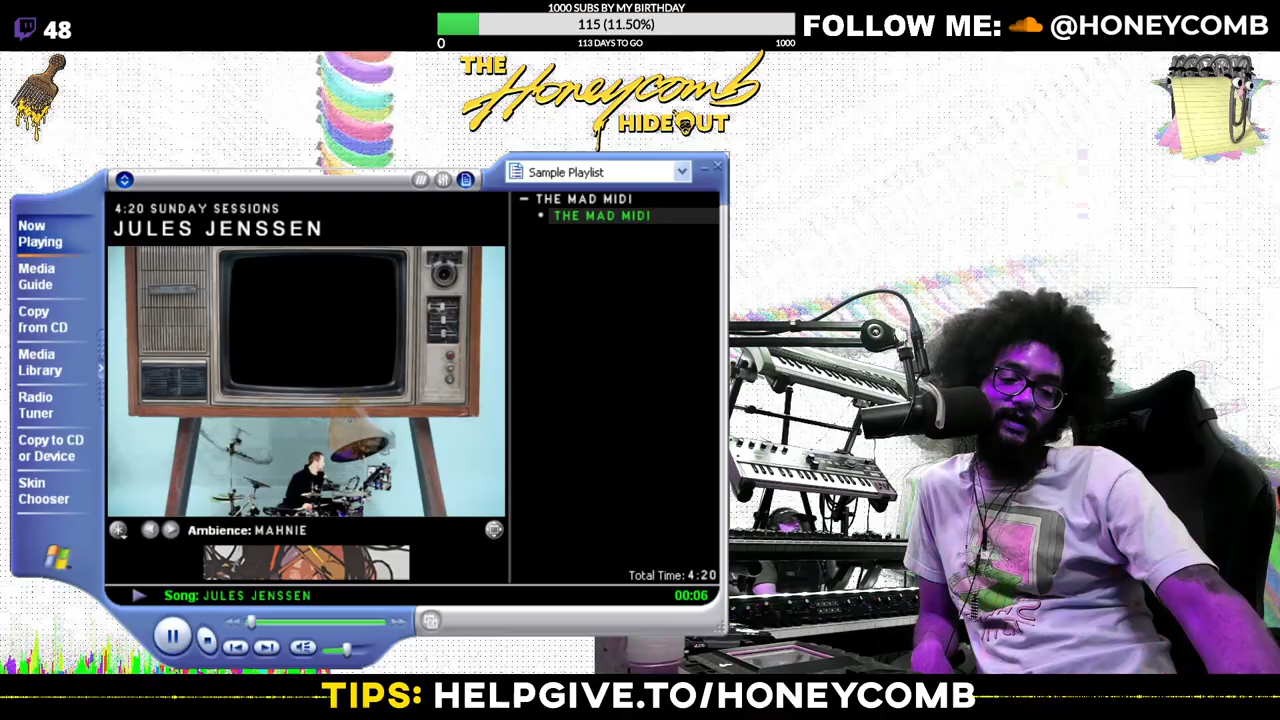 48
1000 SUBS BY MY BIRTHDAY
115 (11.50%)
0
113 DAYS TO GO
1000
FOLLOW ME: @HONEYCOMB
THE
Honeycomb
HIDEOUT
Sample Playlist
THE MAD MIDI
THE MAD MIDI
4:20 SUNDAY SESSIONS
JULES JENSSEN
Now
Playing
Media
Guide
Copy
from CD
Media
Library
Radio
Tuner
Copy to CD
or Device
Skin
Chooser
Ambience: MAHNIE
Total Time: 4:20
Song: JULES JENSSEN
00:06
TIPS: HELPGIVE.TO/HONEYCOMB